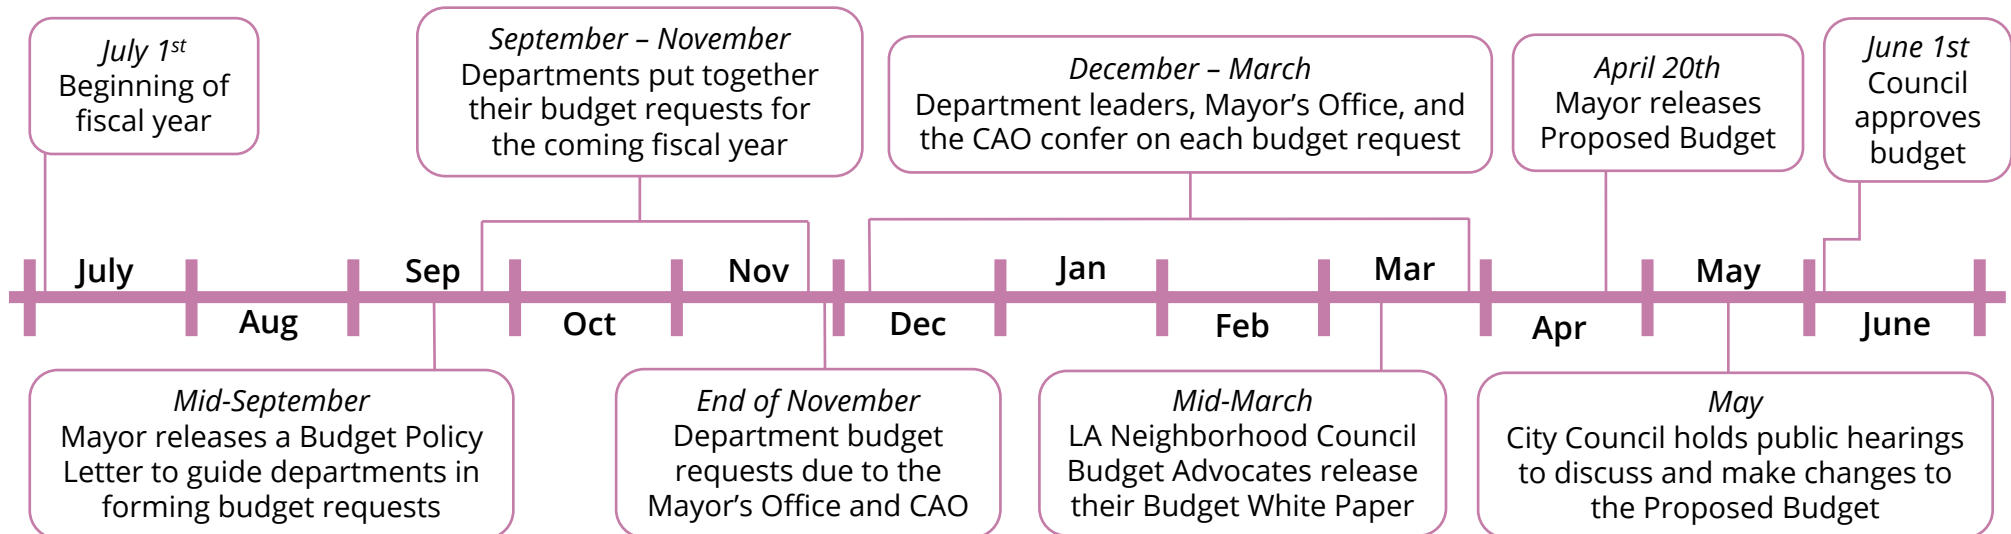 July 1st
Beginning of
fiscal year
September – November
Departments put together
their budget requests for
the coming fiscal year
December – March
Department leaders, Mayor's Office, and
the CAO confer on each budget request
April 20th
Mayor releases
Proposed Budget
June 1st
Council
approves
budget
July
Aug
Sep
Oct
Nov
Dec
Jan
Feb
Mar
Apr
May
June
Mid-September
Mayor releases a Budget Policy
Letter to guide departments in
forming budget requests
End of November
Department budget
requests due to the
Mayor's Office and CAO
Mid-March
LA Neighborhood Council
Budget Advocates release
their Budget White Paper
May
City Council holds public hearings
to discuss and make changes to
the Proposed Budget